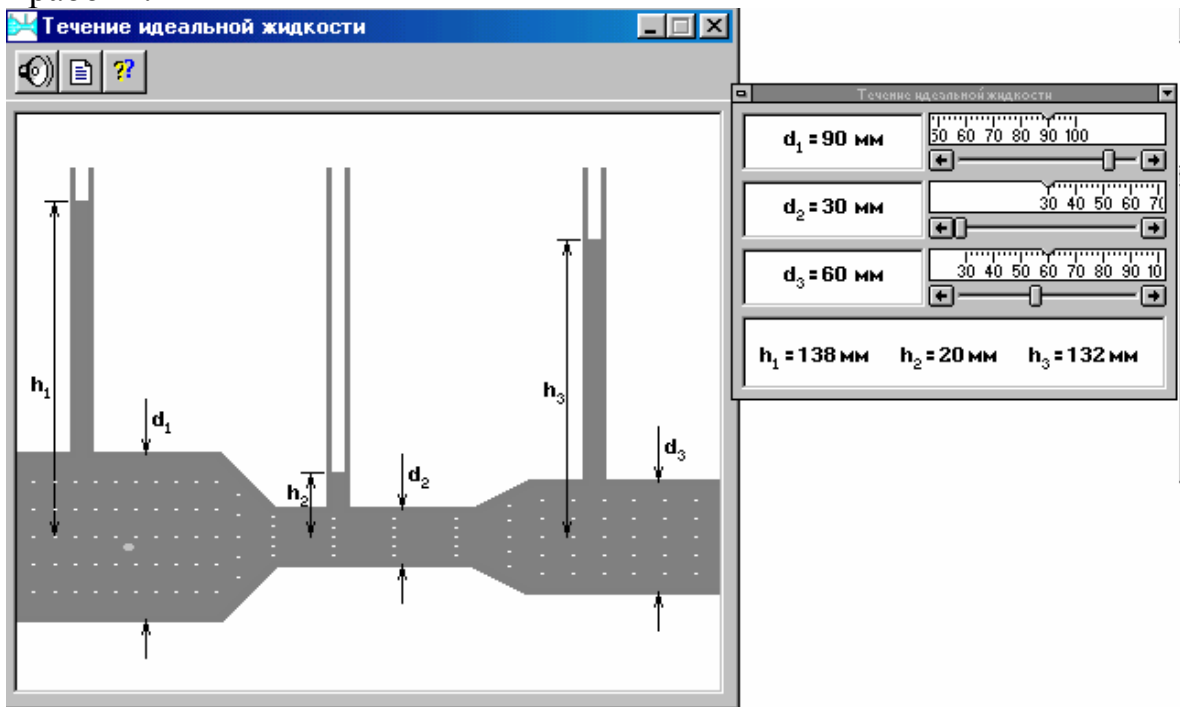 Течение идеальной жидкости
??
h₁
d₁
h₂
d₂
h₃
d₃
Течение идеальной жидкости
d₁ = 90 мм
50 60 70 80 90 100
d₂ = 30 мм
30 40 50 60
d₃ = 60 мм
30 40 50 60 70 80 90
h₁ = 138 мм h₂ = 20 мм h₃ = 132 мм